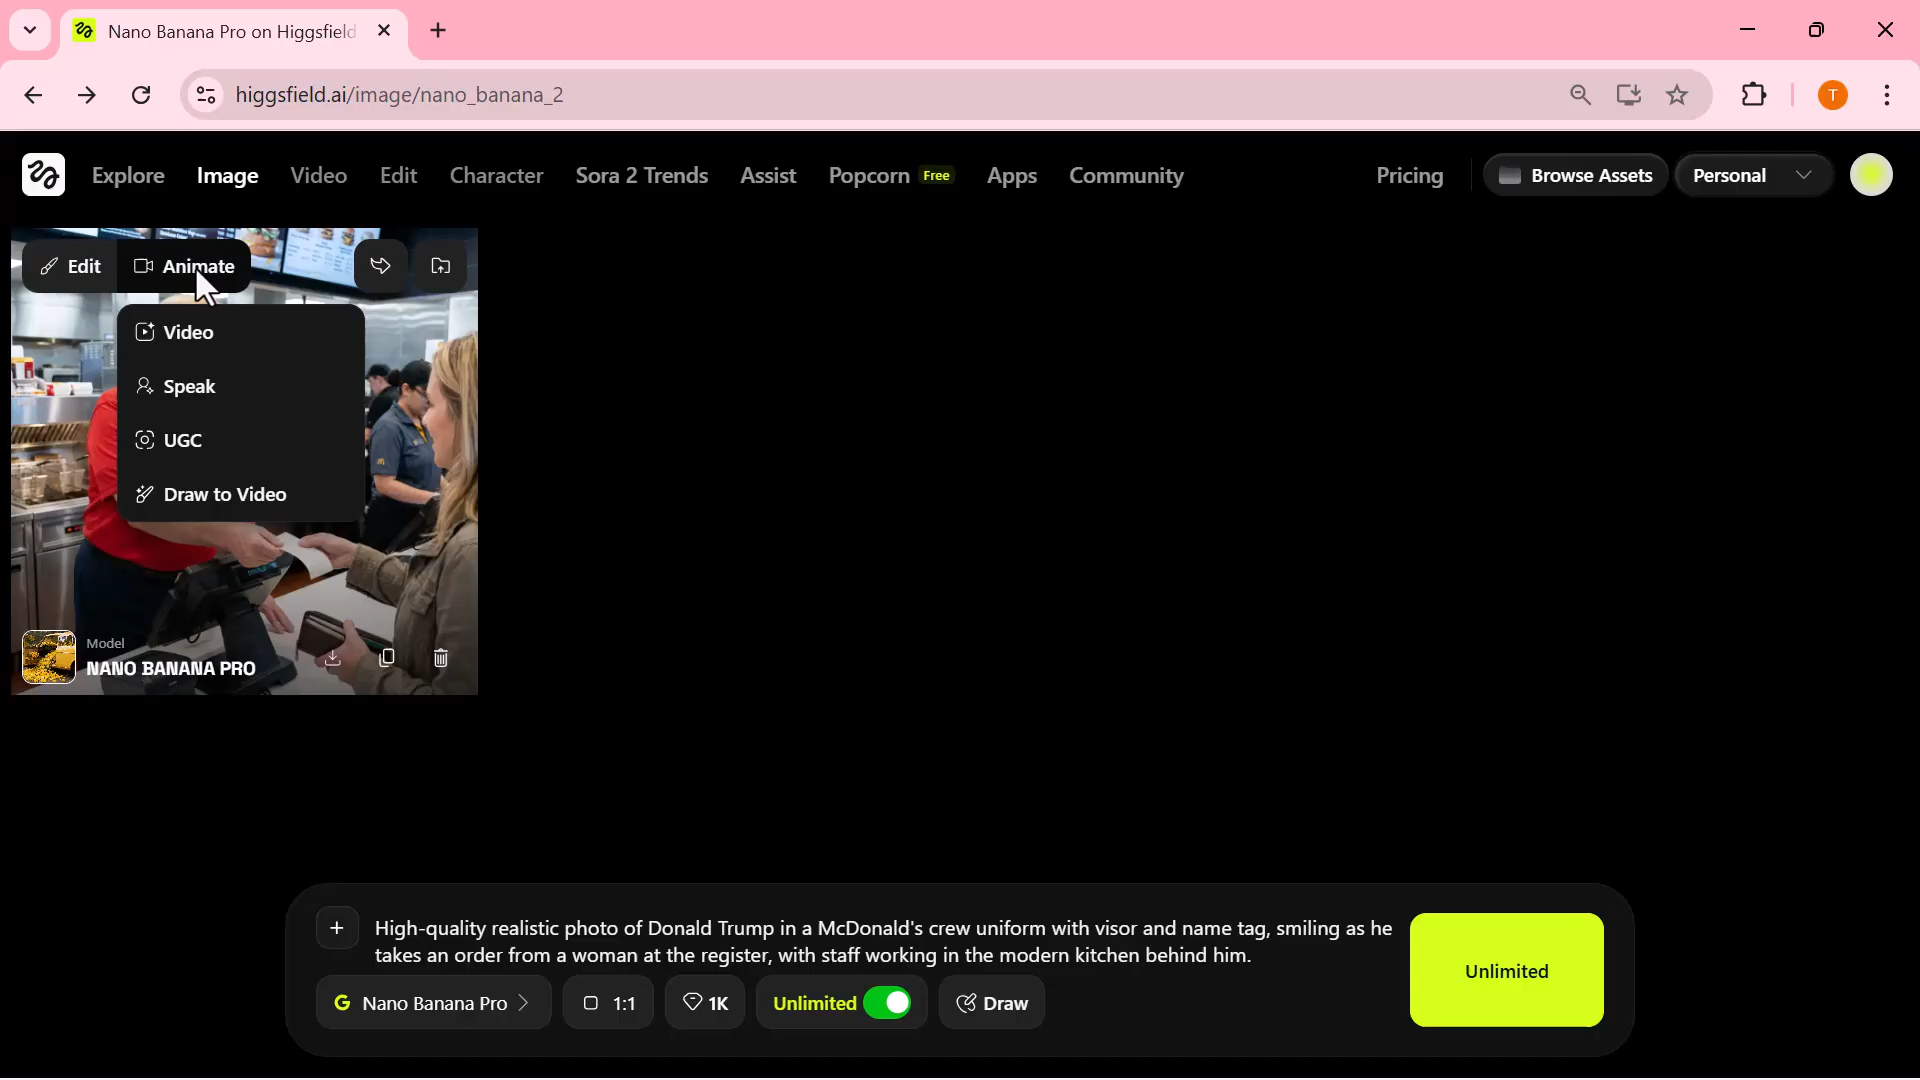 Nano Banana Pro on Higgsfield
higgsfield.ai/image/nano_banana_2
T
Explore
Image
Video
Edit
Character
Sora 2 Trends
Assist
Popcorn Free
Apps
Community
Pricing
Browse Assets
Personal
Edit
Animate
Video
Speak
UGC
Draw to Video
Model
NANO BANANA PRO
High-quality realistic photo of Donald Trump in a McDonald's crew uniform with visor and name tag, smiling as he
takes an order from a woman at the register, with staff working in the modern kitchen behind him.
Unlimited
G Nano Banana Pro
1:1
1K
Unlimited
Draw